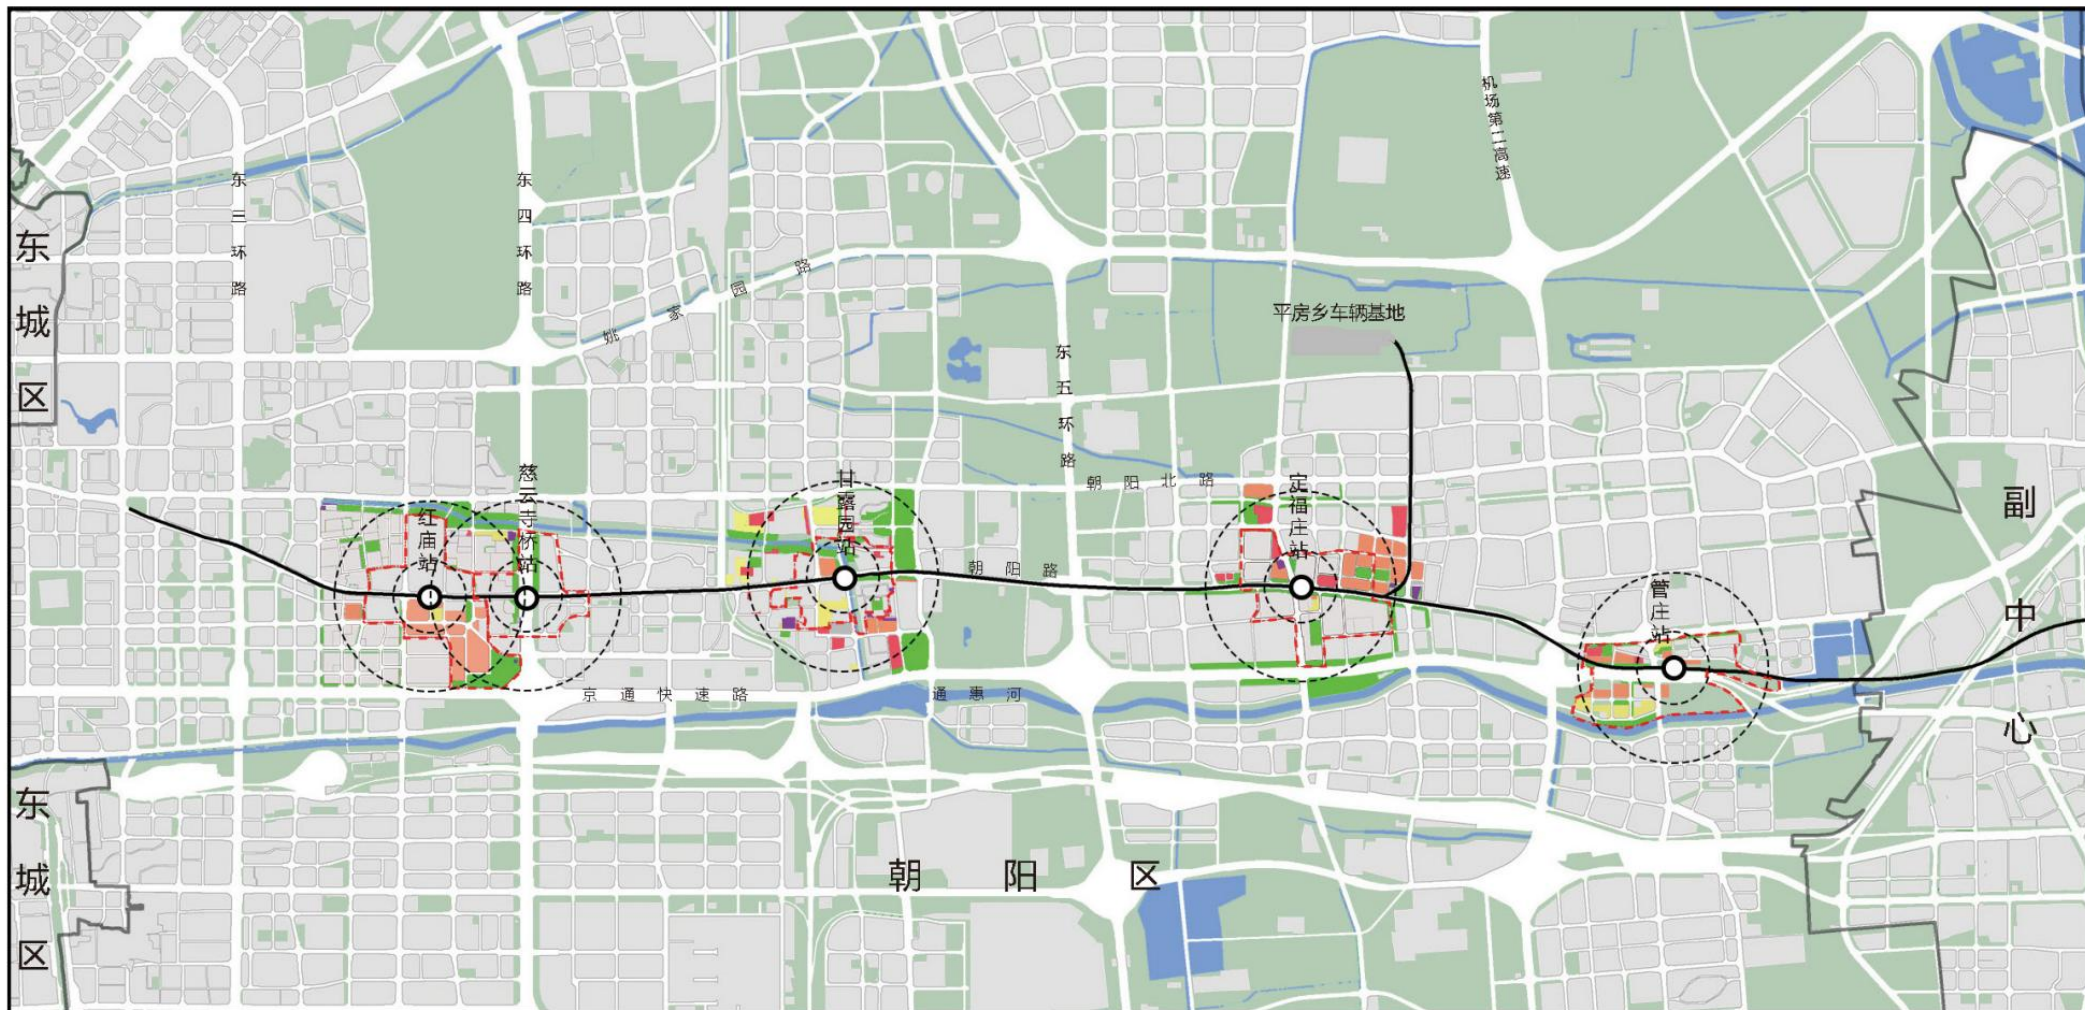 东城区
东三环路
东四环路
姚家园路
机场第二高速
平房乡车辆基地
东五环路
朝阳北路
红庙站
慈云寺桥站
甘露园站
朝阳路
定福庄站
管庄站
副中心
京通快速路
通惠河
东城区
朝阳区